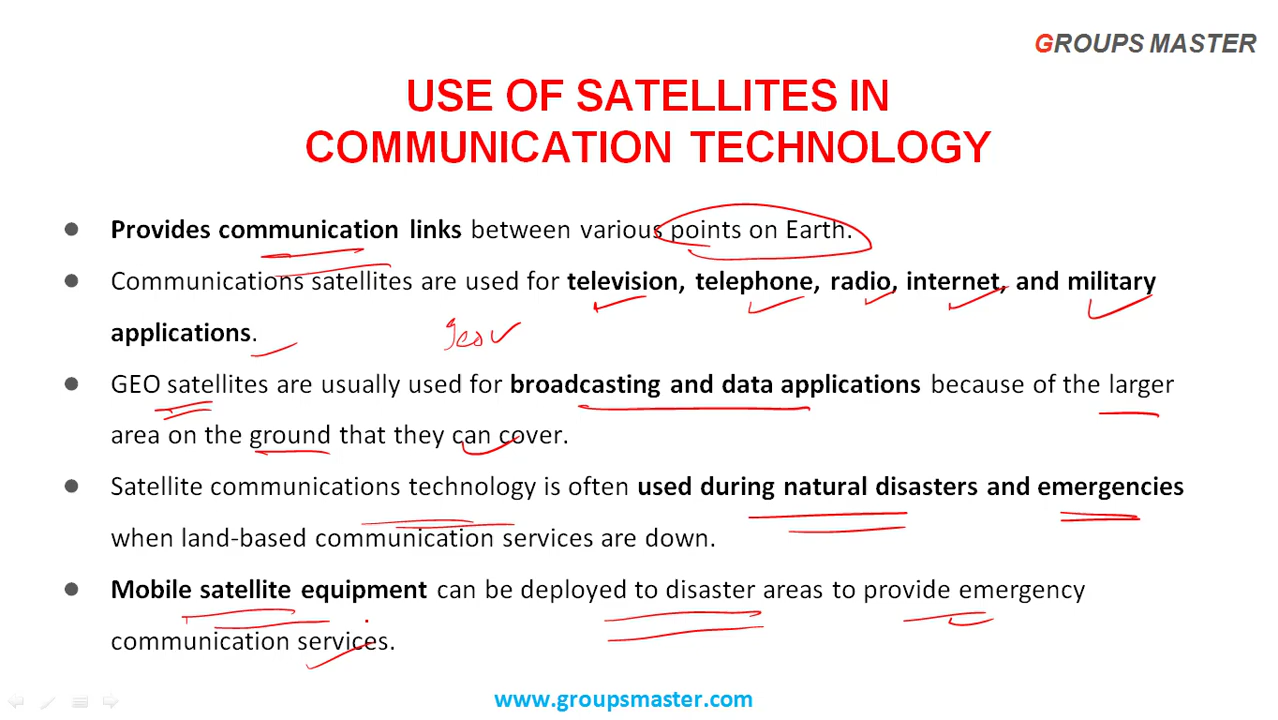 GROUPS MASTER
USE OF SATELLITES IN
COMMUNICATION TECHNOLOGY
● Provides communication links between various points on Earth.
● Communications satellites are used for television, telephone, radio, internet, and military
applications.
geo
● GEO satellites are usually used for broadcasting and data applications because of the larger
area on the ground that they can cover.
● Satellite communications technology is often used during natural disasters and emergencies
when land-based communication services are down.
● Mobile satellite equipment can be deployed to disaster areas to provide emergency
communication services.
www.groupsmaster.com